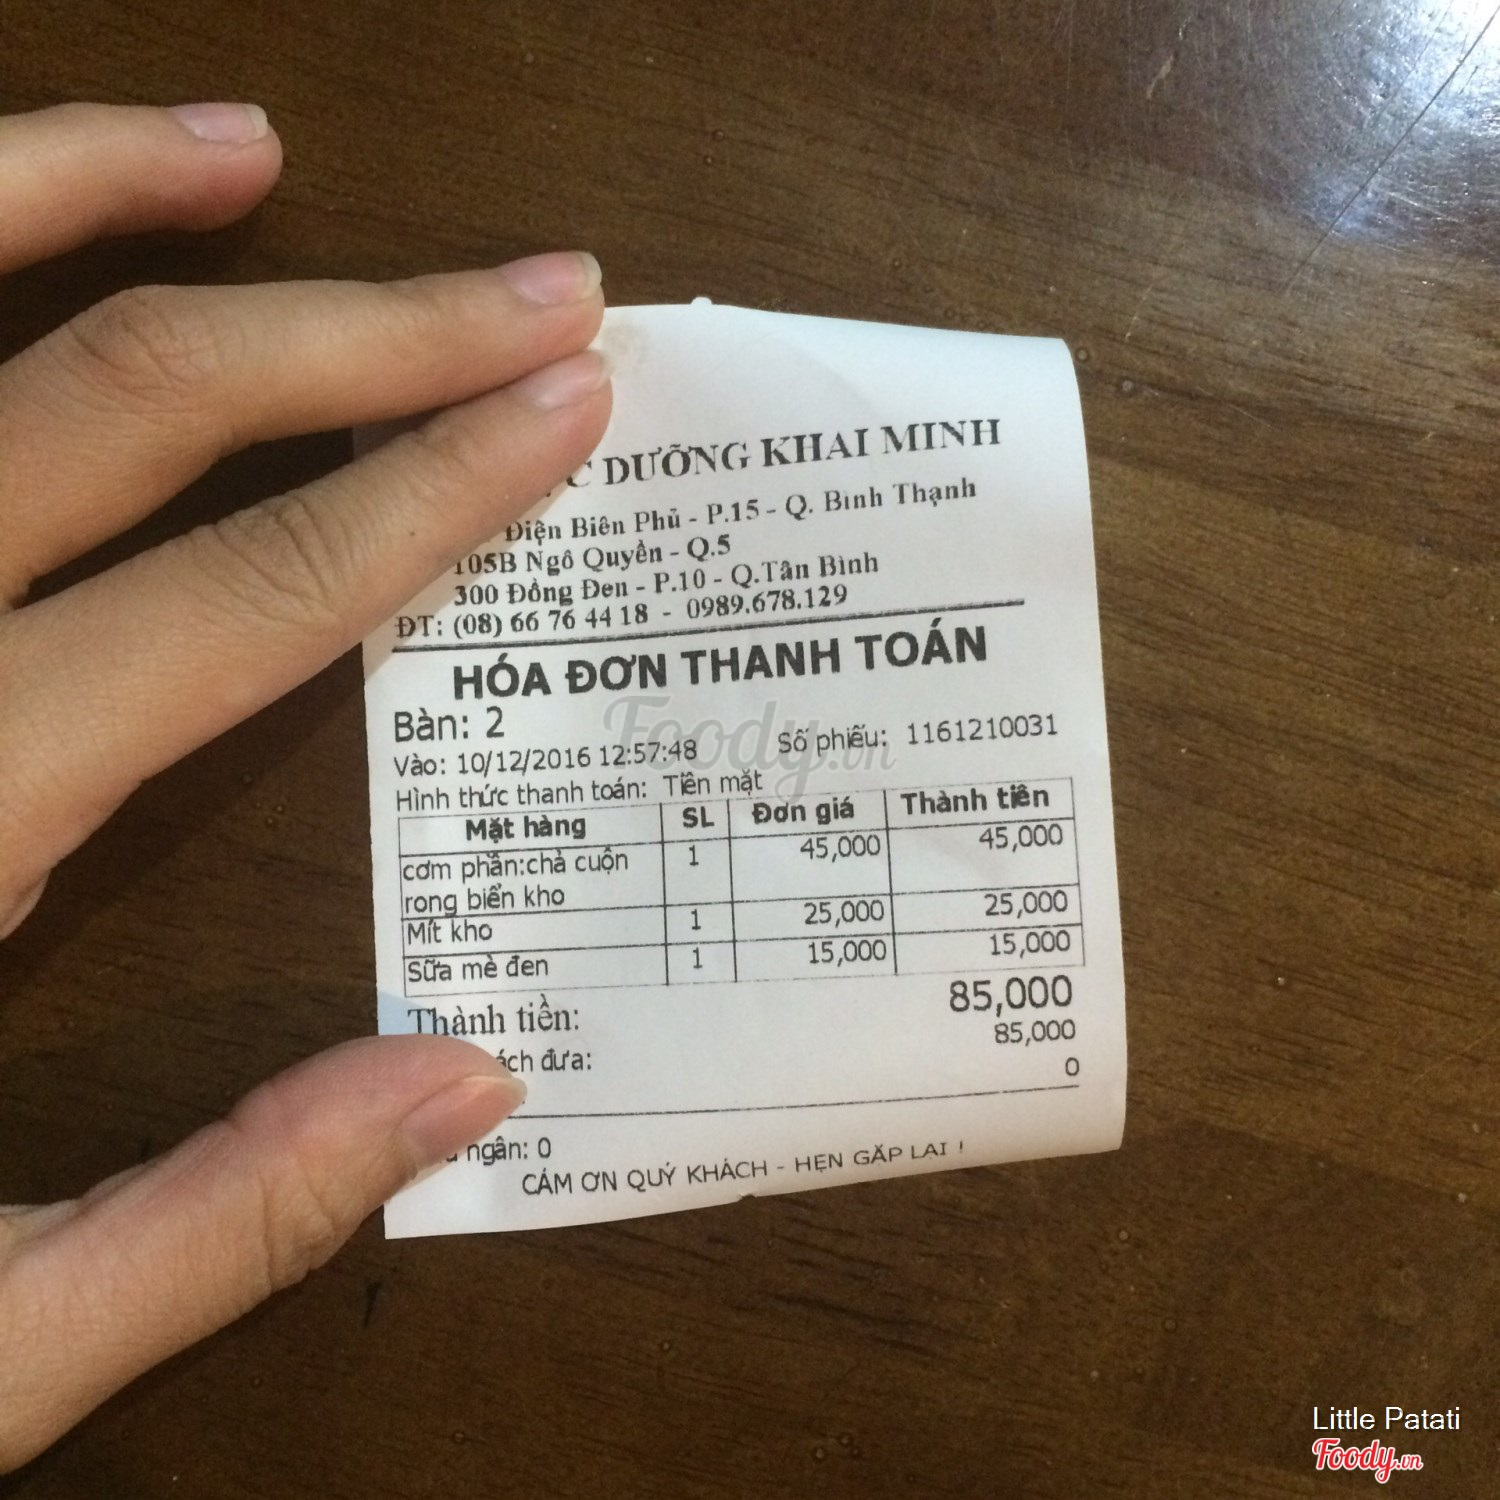 DƯỠNG KHAI MINH
Điện Biên Phủ - P.15 - Q. Bình Thạnh
105B Ngô Quyền - Q.5
300 Đồng Đen - P.10 - Q.Tân Bình
ĐT: (08) 66 76 44 18 - 0989.678.129
HÓA ĐƠN THANH TOÁN
Bàn: 2
Vào: 10/12/2016 12:57:48 Số phiếu: 1161210031
Hình thức thanh toán: Tiền mặt
Mặt hàng SL Đơn giá Thành tiền
cơm phần:chả cuộn 1 45,000 45,000
rong biển kho
Mít kho 1 25,000 25,000
Sữa mè đen 1 15,000 15,000
Thành tiền: 85,000
đưa: 85,000
0
ngân: 0
CÁM ƠN QUÝ KHÁCH - HẸN GẶP LẠI !
Foody.vn
Little Patati
Foody.vn